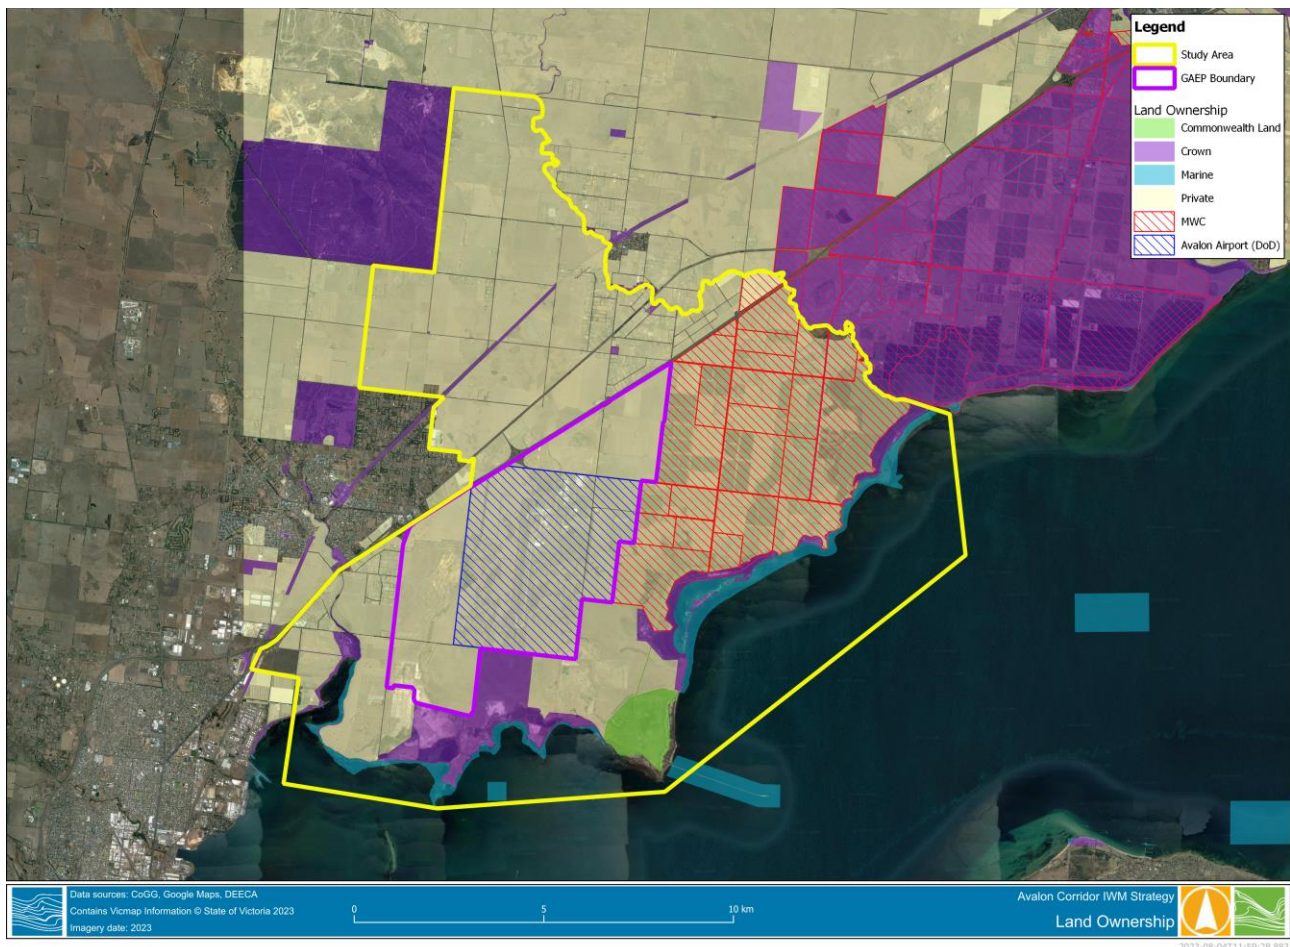 Legend
Study Area
GAEP Boundary
Land Ownership
Commonwealth Land
Crown
Marine
Private
MWC
Avalon Airport (DoD)
Data sources: CoGG, Google Maps, DEECA
Contains Vicmap Information © State of Victoria 2023
Imagery date: 2023
0 5 10 km
Avalon Corridor IWM Strategy
Land Ownership